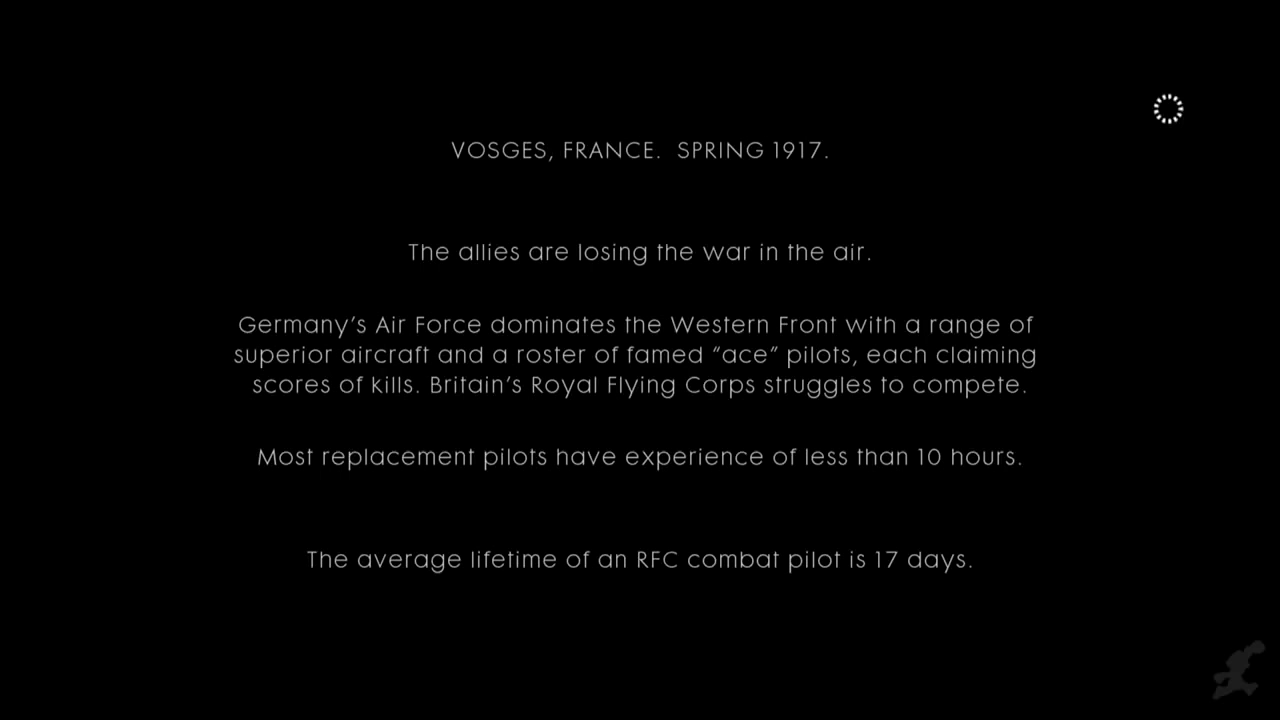 VOSGES, FRANCE. SPRING 1917.
The allies are losing the war in the air.
Germany’s Air Force dominates the Western Front with a range of
superior aircraft and a roster of famed “ace” pilots, each claiming
scores of kills. Britain’s Royal Flying Corps struggles to compete.
Most replacement pilots have experience of less than 10 hours.
The average lifetime of an RFC combat pilot is 17 days.